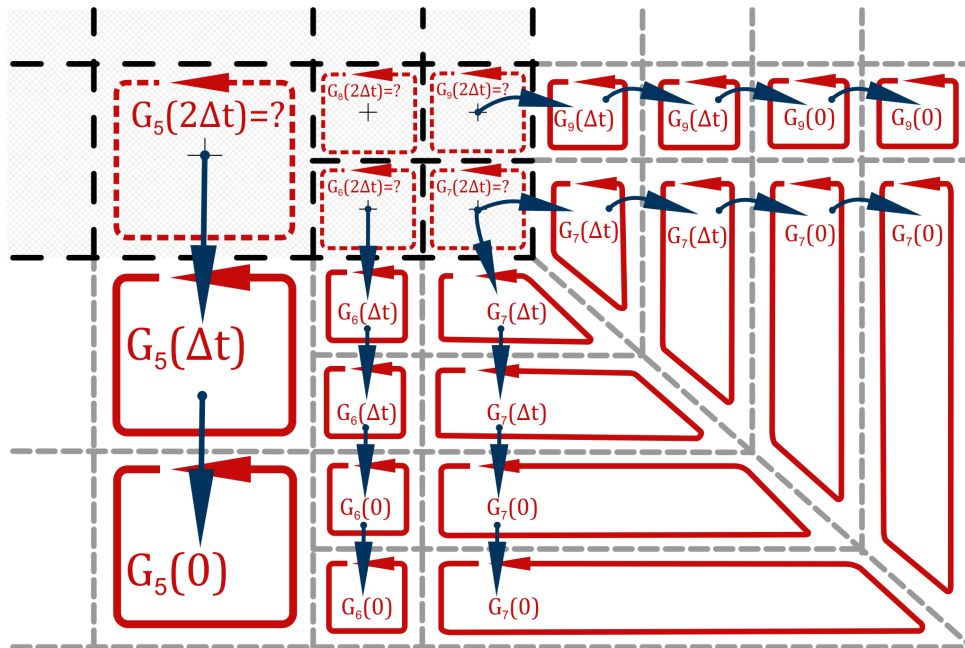 G₅(2Δt)=?
G₈(2Δt)=?
G₉(2Δt)=?
G₉(Δt)
G₉(Δt)
G₉(0)
G₉(0)
G₆(2Δt)=?
G₇(2Δt)=?
G₇(Δt)
G₇(Δt)
G₇(0)
G₇(0)
G₅(Δt)
G₆(Δt)
G₇(Δt)
G₆(Δt)
G₇(Δt)
G₅(0)
G₆(0)
G₇(0)
G₆(0)
G₇(0)